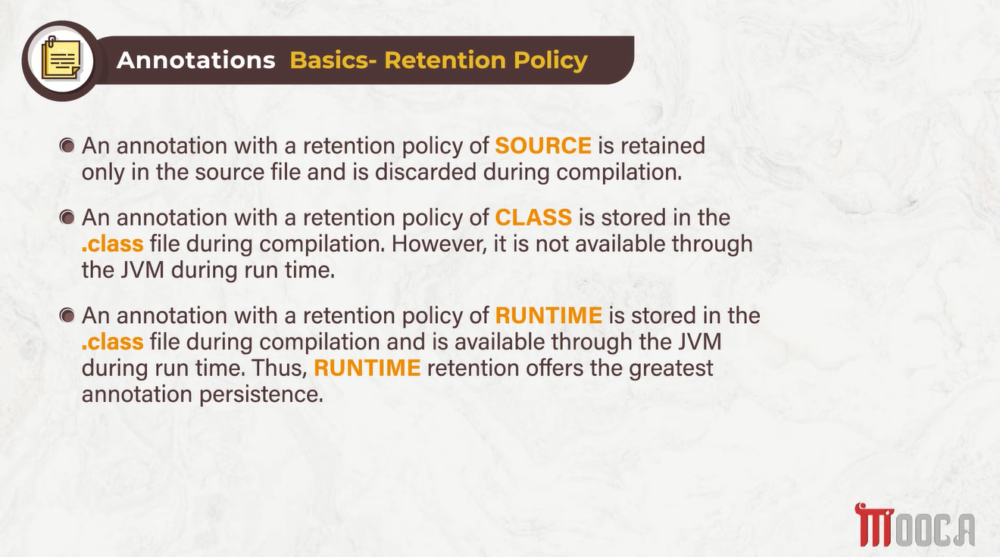 Annotations Basics- Retention Policy
An annotation with a retention policy of SOURCE is retained
only in the source file and is discarded during compilation.
An annotation with a retention policy of CLASS is stored in the
.class file during compilation. However, it is not available through
the JVM during run time.
An annotation with a retention policy of RUNTIME is stored in the
.class file during compilation and is available through the JVM
during run time. Thus, RUNTIME retention offers the greatest
annotation persistence.
MOOCA